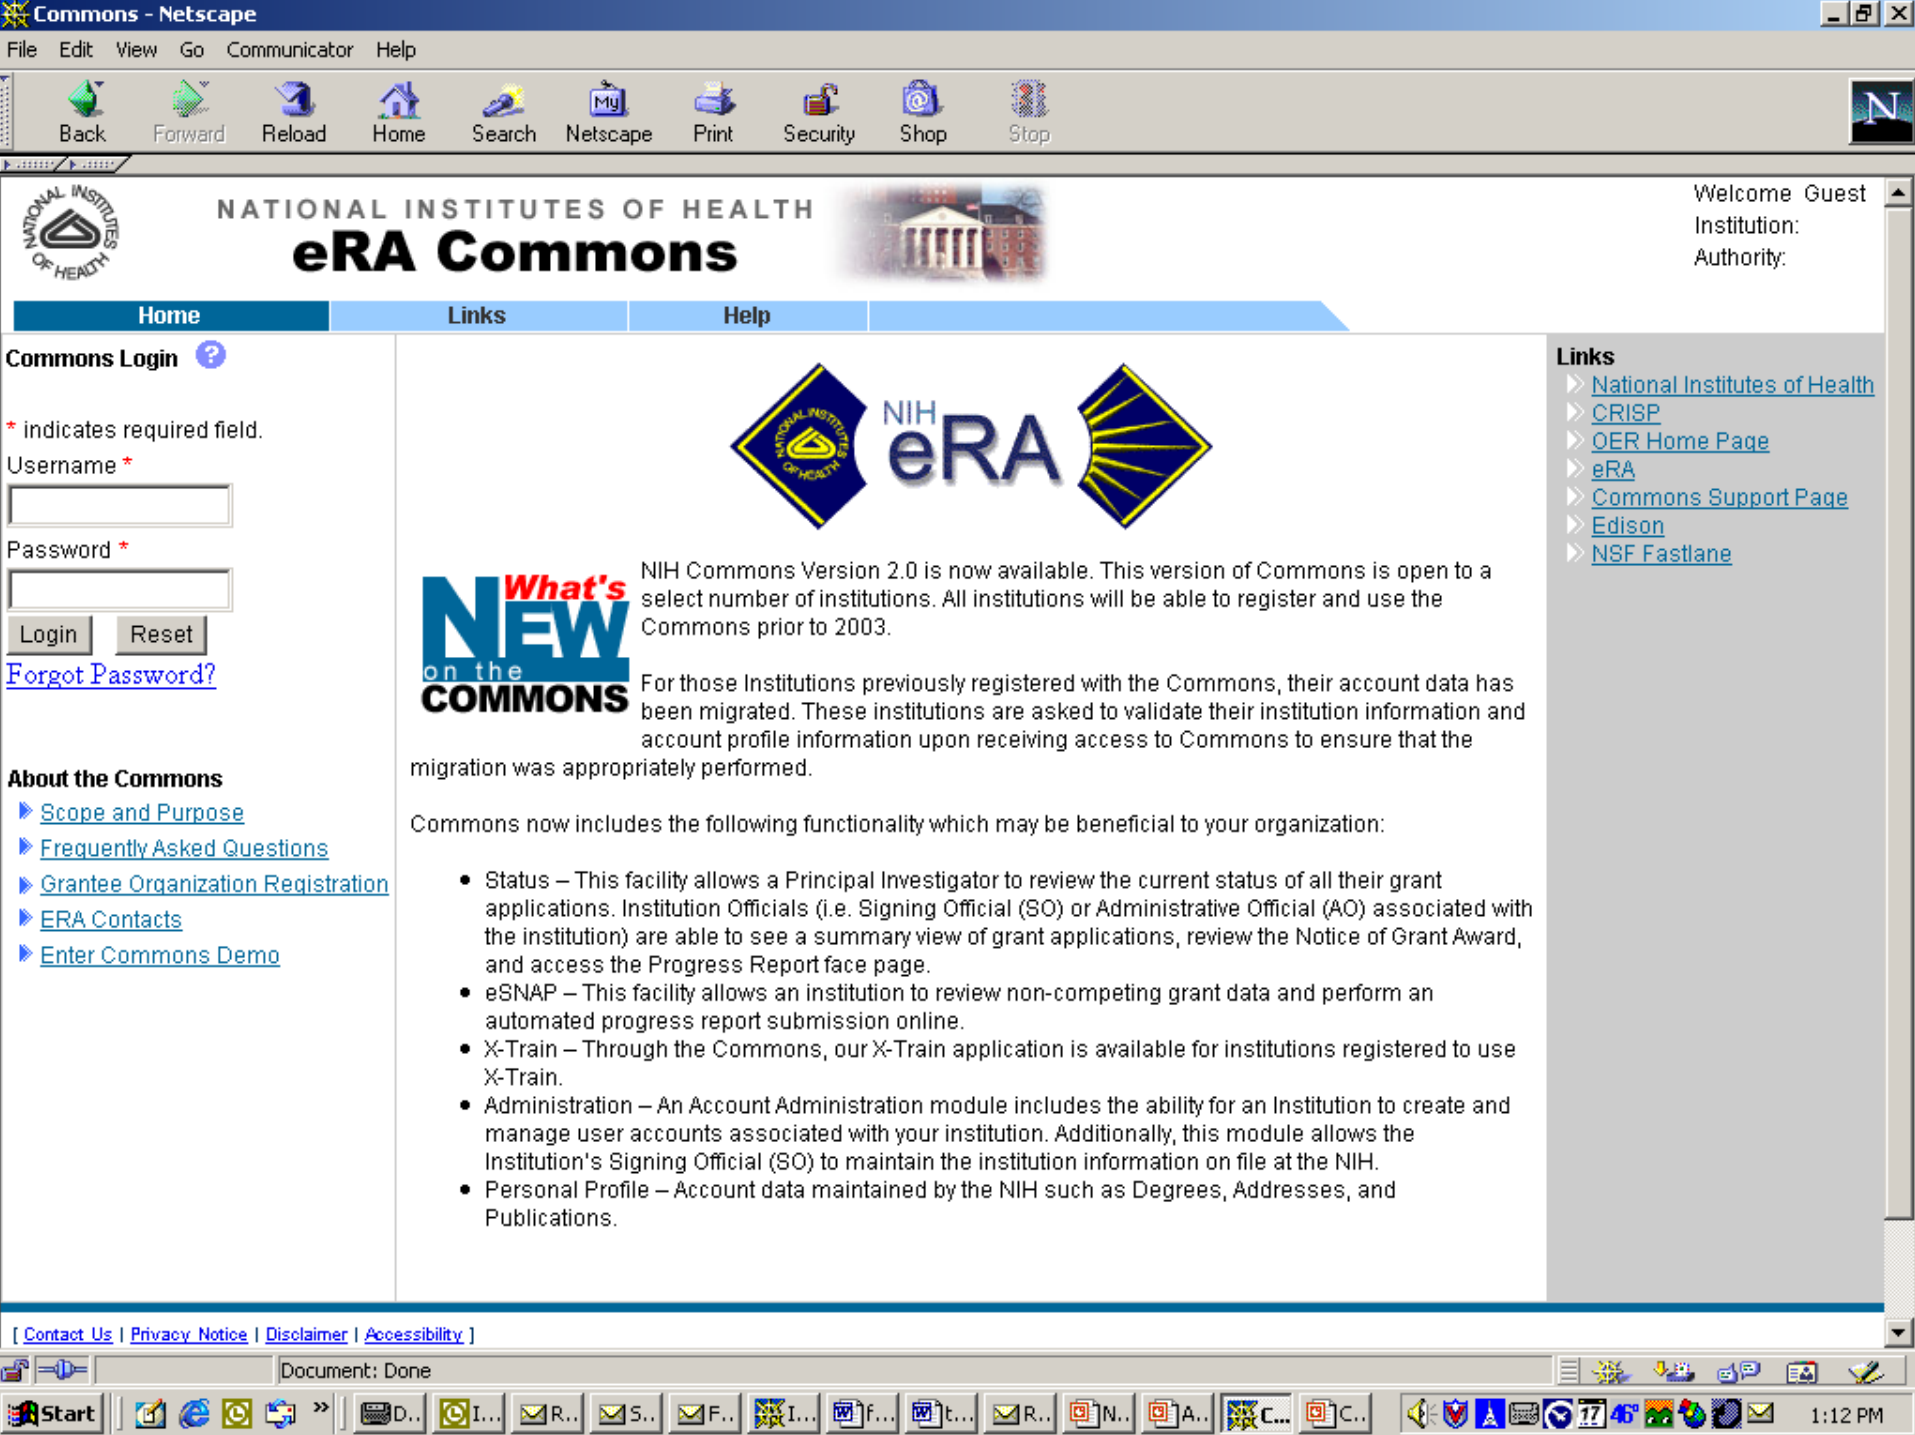 Commons - Netscape
File Edit View Go Communicator Help
Back Forward Reload Home Search Netscape Print Security Shop Stop
My
N
NATIONAL INSTITUTES OF HEALTH
NATIONAL INSTITUTES OF HEALTH
eRA Commons
Welcome Guest
Institution:
Authority:
Home Links Help
Commons Login ?
* indicates required field.
Username *
Password *
Login Reset
Forgot Password?
About the Commons
Scope and Purpose
Frequently Asked Questions
Grantee Organization Registration
ERA Contacts
Enter Commons Demo
NATIONAL INSTITUTES OF HEALTH
NIH
eRA
What's
NEW
on the
COMMONS
NIH Commons Version 2.0 is now available. This version of Commons is open to a
select number of institutions. All institutions will be able to register and use the
Commons prior to 2003.
For those Institutions previously registered with the Commons, their account data has
been migrated. These institutions are asked to validate their institution information and
account profile information upon receiving access to Commons to ensure that the
migration was appropriately performed.
Commons now includes the following functionality which may be beneficial to your organization:
• Status – This facility allows a Principal Investigator to review the current status of all their grant
applications. Institution Officials (i.e. Signing Official (SO) or Administrative Official (AO) associated with
the institution) are able to see a summary view of grant applications, review the Notice of Grant Award,
and access the Progress Report face page.
• eSNAP – This facility allows an institution to review non-competing grant data and perform an
automated progress report submission online.
• X-Train – Through the Commons, our X-Train application is available for institutions registered to use
X-Train.
• Administration – An Account Administration module includes the ability for an Institution to create and
manage user accounts associated with your institution. Additionally, this module allows the
Institution's Signing Official (SO) to maintain the institution information on file at the NIH.
• Personal Profile – Account data maintained by the NIH such as Degrees, Addresses, and
Publications.
Links
National Institutes of Health
CRISP
OER Home Page
eRA
Commons Support Page
Edison
NSF Fastlane
[ Contact Us | Privacy Notice | Disclaimer | Accessibility ]
Document: Done
Start » D.. I... R.. S.. F.. I... f... t... R.. N.. A.. C... C.. 17 46° 1:12 PM